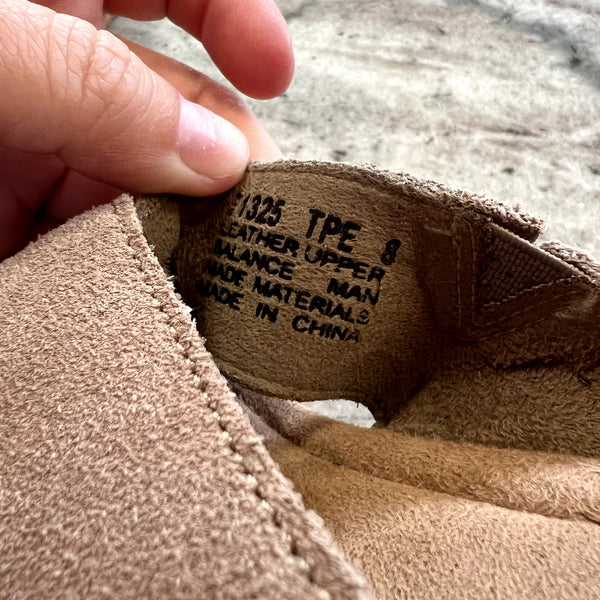 1325 TPE 8
LEATHER UPPER
BALANCE MAN
MADE MATERIALS
MADE IN CHINA